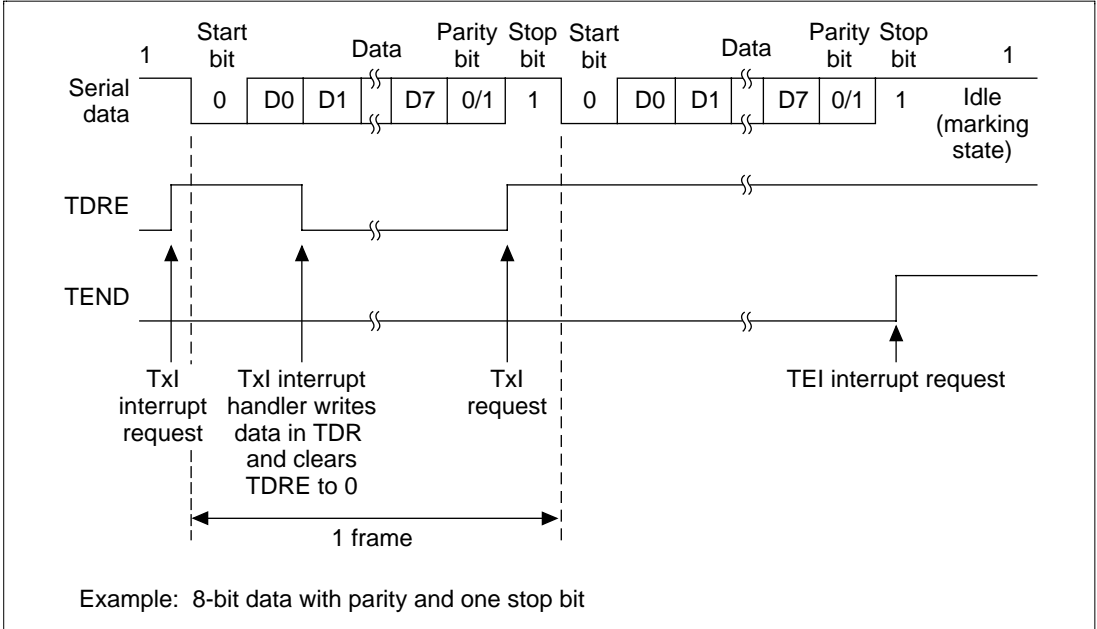 Start bit Data Parity bit Stop bit Start bit Data Parity bit Stop bit
1 1
Serial data 0 D0 D1 D7 0/1 1 0 D0 D1 D7 0/1 1 Idle (marking state)
TDRE
TEND
TxI interrupt request
TxI interrupt handler writes data in TDR and clears TDRE to 0
TxI request
TEI interrupt request
1 frame
Example: 8-bit data with parity and one stop bit